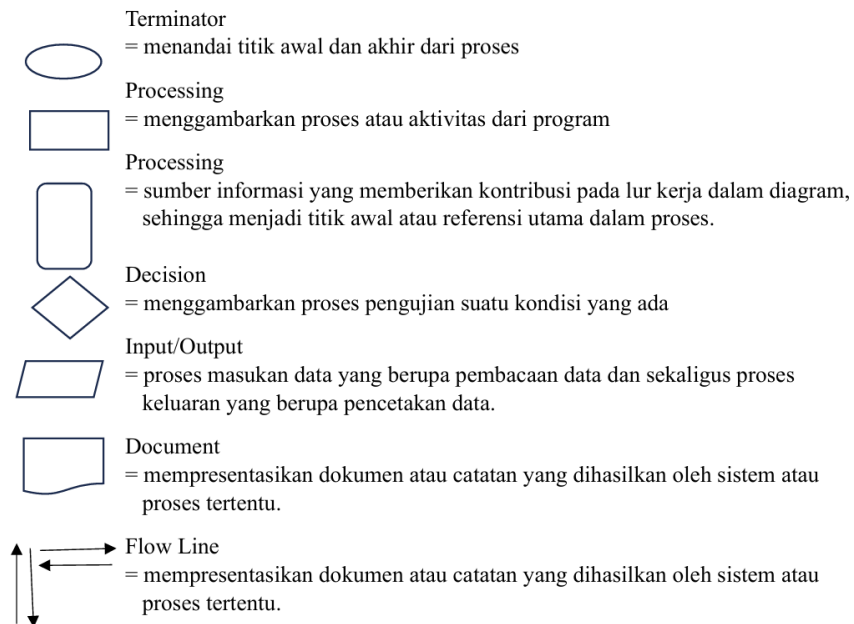 Terminator
= menandai titik awal dan akhir dari proses
Processing
= menggambarkan proses atau aktivitas dari program
Processing
= sumber informasi yang memberikan kontribusi pada lur kerja dalam diagram,
sehingga menjadi titik awal atau referensi utama dalam proses.
Decision
= menggambarkan proses pengujian suatu kondisi yang ada
Input/Output
= proses masukan data yang berupa pembacaan data dan sekaligus proses
keluaran yang berupa pencetakan data.
Document
= mempresentasikan dokumen atau catatan yang dihasilkan oleh sistem atau
proses tertentu.
Flow Line
= mempresentasikan dokumen atau catatan yang dihasilkan oleh sistem atau
proses tertentu.